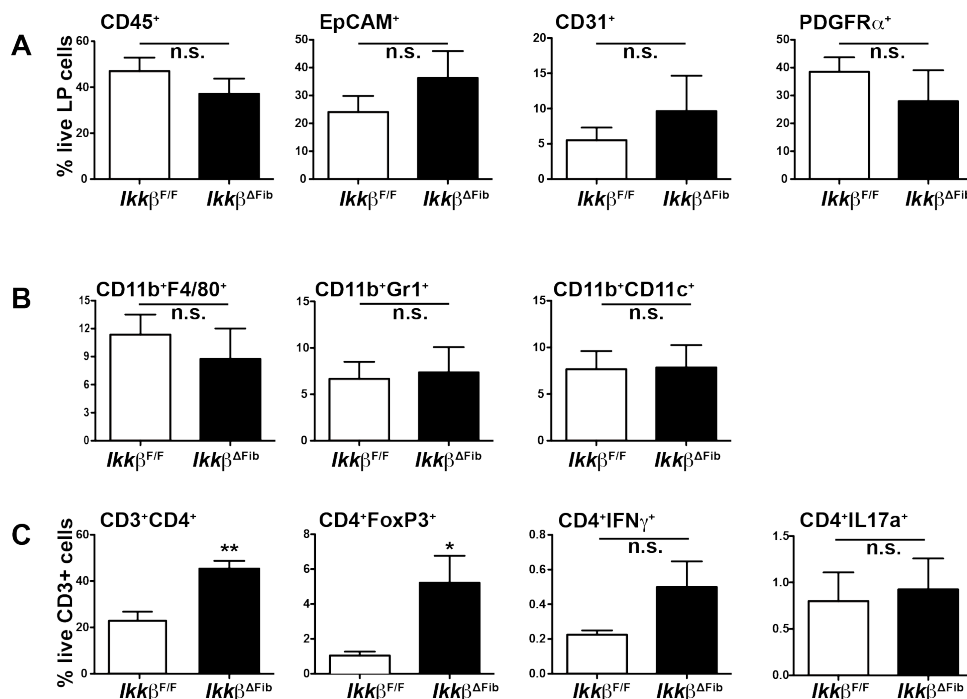 A
CD45⁺
EpCAM⁺
CD31⁺
PDGFRα⁺
n.s.
n.s.
n.s.
n.s.
% live LP cells
60
40
20
0
50
40
30
20
10
0
20
15
10
5
0
50
40
30
20
10
0
Ikkβ^F/F Ikkβ^ΔFib
Ikkβ^F/F Ikkβ^ΔFib
Ikkβ^F/F Ikkβ^ΔFib
Ikkβ^F/F Ikkβ^ΔFib
B
CD11b⁺F4/80⁺
CD11b⁺Gr1⁺
CD11b⁺CD11c⁺
n.s.
n.s.
n.s.
15
12
9
6
3
0
15
10
5
0
15
10
5
0
Ikkβ^F/F Ikkβ^ΔFib
Ikkβ^F/F Ikkβ^ΔFib
Ikkβ^F/F Ikkβ^ΔFib
C
CD3⁺CD4⁺
CD4⁺FoxP3⁺
CD4⁺IFNγ⁺
CD4⁺IL17a⁺
**
*
n.s.
n.s.
% live CD3+ cells
60
40
20
0
8
6
4
2
0
0.8
0.6
0.4
0.2
0.0
1.5
1.0
0.5
0.0
Ikkβ^F/F Ikkβ^ΔFib
Ikkβ^F/F Ikkβ^ΔFib
Ikkβ^F/F Ikkβ^ΔFib
Ikkβ^F/F Ikkβ^ΔFib